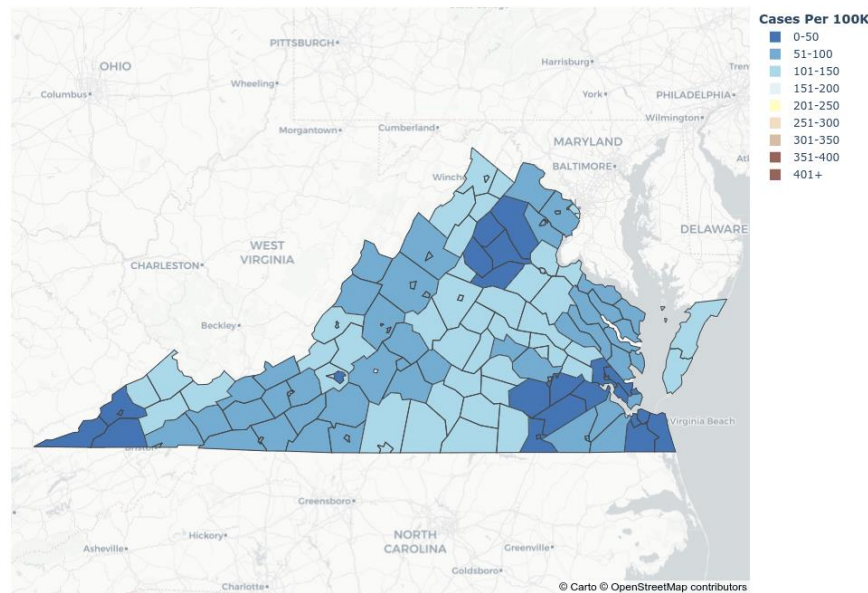 Cases Per 100K
0-50
51-100
101-150
151-200
201-250
251-300
301-350
351-400
401+
PITTSBURGH
OHIO
Harrisburg
Columbus
Wheeling
York
PHILADELPHIA
Wilmington
Morgantown
Cumberland
MARYLAND
BALTIMORE
Winche
DELAWARE
WEST
VIRGINIA
CHARLESTON
Beckley
Virginia Beach
Bristol
Greensboro
Asheville
Hickory
NORTH
CAROLINA
Greenville
Goldsboro
Charlotte
© Carto © OpenStreetMap contributors